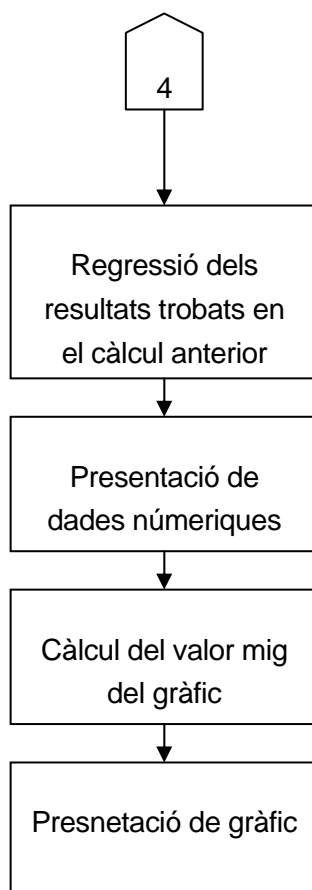 4
Regressió dels
resultats trobats en
el càlcul anterior
Presentació de
dades númeriques
Càlcul del valor mig
del gràfic
Presnetació de gràfic